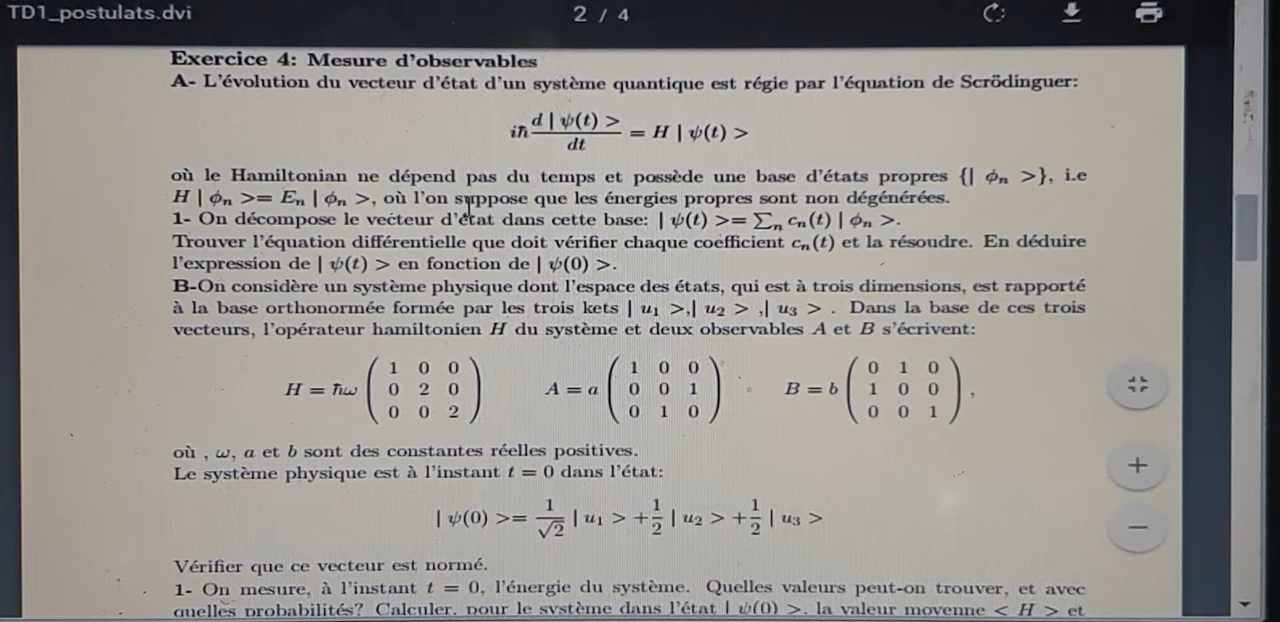 TD1_postulats.dvi
2 / 4
Exercice 4: Mesure d'observables
A- L'évolution du vecteur d'état d'un système quantique est régie par l'équation de Scrödinguer:
iħ d | ψ(t) > / dt = H | ψ(t) >
où le Hamiltonian ne dépend pas du temps et possède une base d'états propres {| ϕn >}, i.e
H | ϕn >= En | ϕn >, où l'on suppose que les énergies propres sont non dégénérées.
1- On décompose le vecteur d'état dans cette base: | ψ(t) >= ∑n cn(t) | ϕn >.
Trouver l'équation différentielle que doit vérifier chaque coefficient cn(t) et la résoudre. En déduire
l'expression de | ψ(t) > en fonction de | ψ(0) >.
B-On considère un système physique dont l'espace des états, qui est à trois dimensions, est rapporté
à la base orthonormée formée par les trois kets | u1 >,| u2 > ,| u3 > . Dans la base de ces trois
vecteurs, l'opérateur hamiltonien H du système et deux observables A et B s'écrivent:
H = ħω ( 1 0 0 ; 0 2 0 ; 0 0 2 ) A = a ( 1 0 0 ; 0 0 1 ; 0 1 0 ) B = b ( 0 1 0 ; 1 0 0 ; 0 0 1 ) ,
où , ω, a et b sont des constantes réelles positives.
Le système physique est à l'instant t = 0 dans l'état:
| ψ(0) >= 1/√2 | u1 > + 1/2 | u2 > + 1/2 | u3 >
Vérifier que ce vecteur est normé.
1- On mesure, à l'instant t = 0, l'énergie du système. Quelles valeurs peut-on trouver, et avec
quelles probabilités? Calculer, pour le système dans l'état | ψ(0) >, la valeur moyenne < H > et